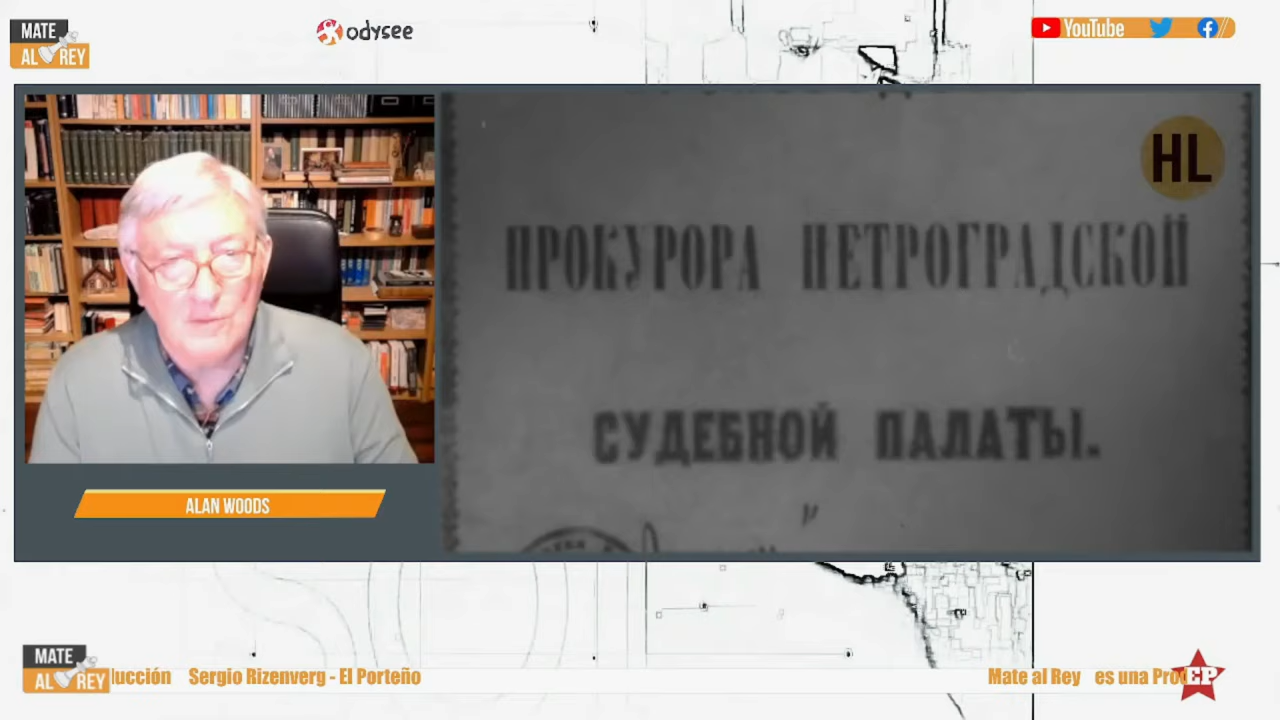 MATE
AL REY
odysee
YouTube
HL
ПРОКУРОРА ПЕТРОГРАДСКОЙ
СУДЕБНОЙ ПАЛАТЫ.
ALAN WOODS
MATE
AL REY
lucción Sergio Rizenverg - El Porteño
Mate al Rey es una Pro
EP